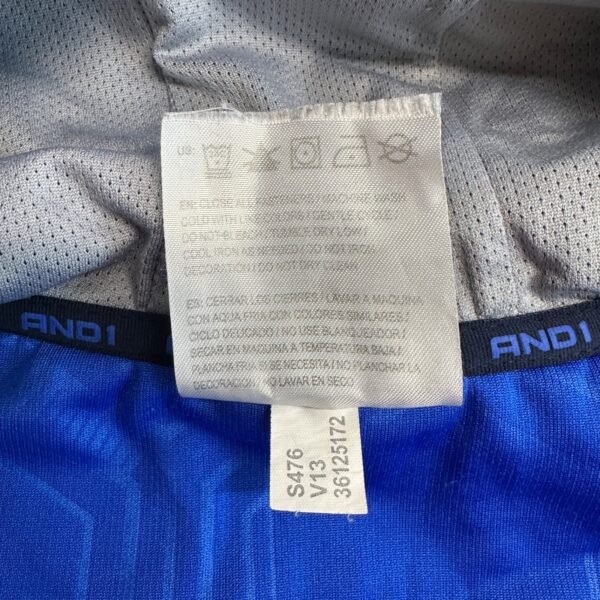 US:
EN: CLOSE ALL FASTENERS / MACHINE WASH
COLD WITH LIKE COLORS / GENTLE CYCLE /
DO NOT BLEACH / TUMBLE DRY LOW /
COOL IRON AS NEEDED / DO NOT IRON
DECORATION / DO NOT DRY CLEAN
ES: CERRAR LOS CIERRES / LAVAR A MAQUINA
CON AQUA FRIA CON COLORES SIMILARES /
CICLO DELICADO / NO USE BLANQUEADOR /
SECAR EN MAQUINA A TEMPERATURA BAJA /
PLANCHA FRIA SI SE NECESITA / NO PLANCHAR LA
DECORACION / NO LAVAR EN SECO
AND1
AND1
S476
V13
36125172